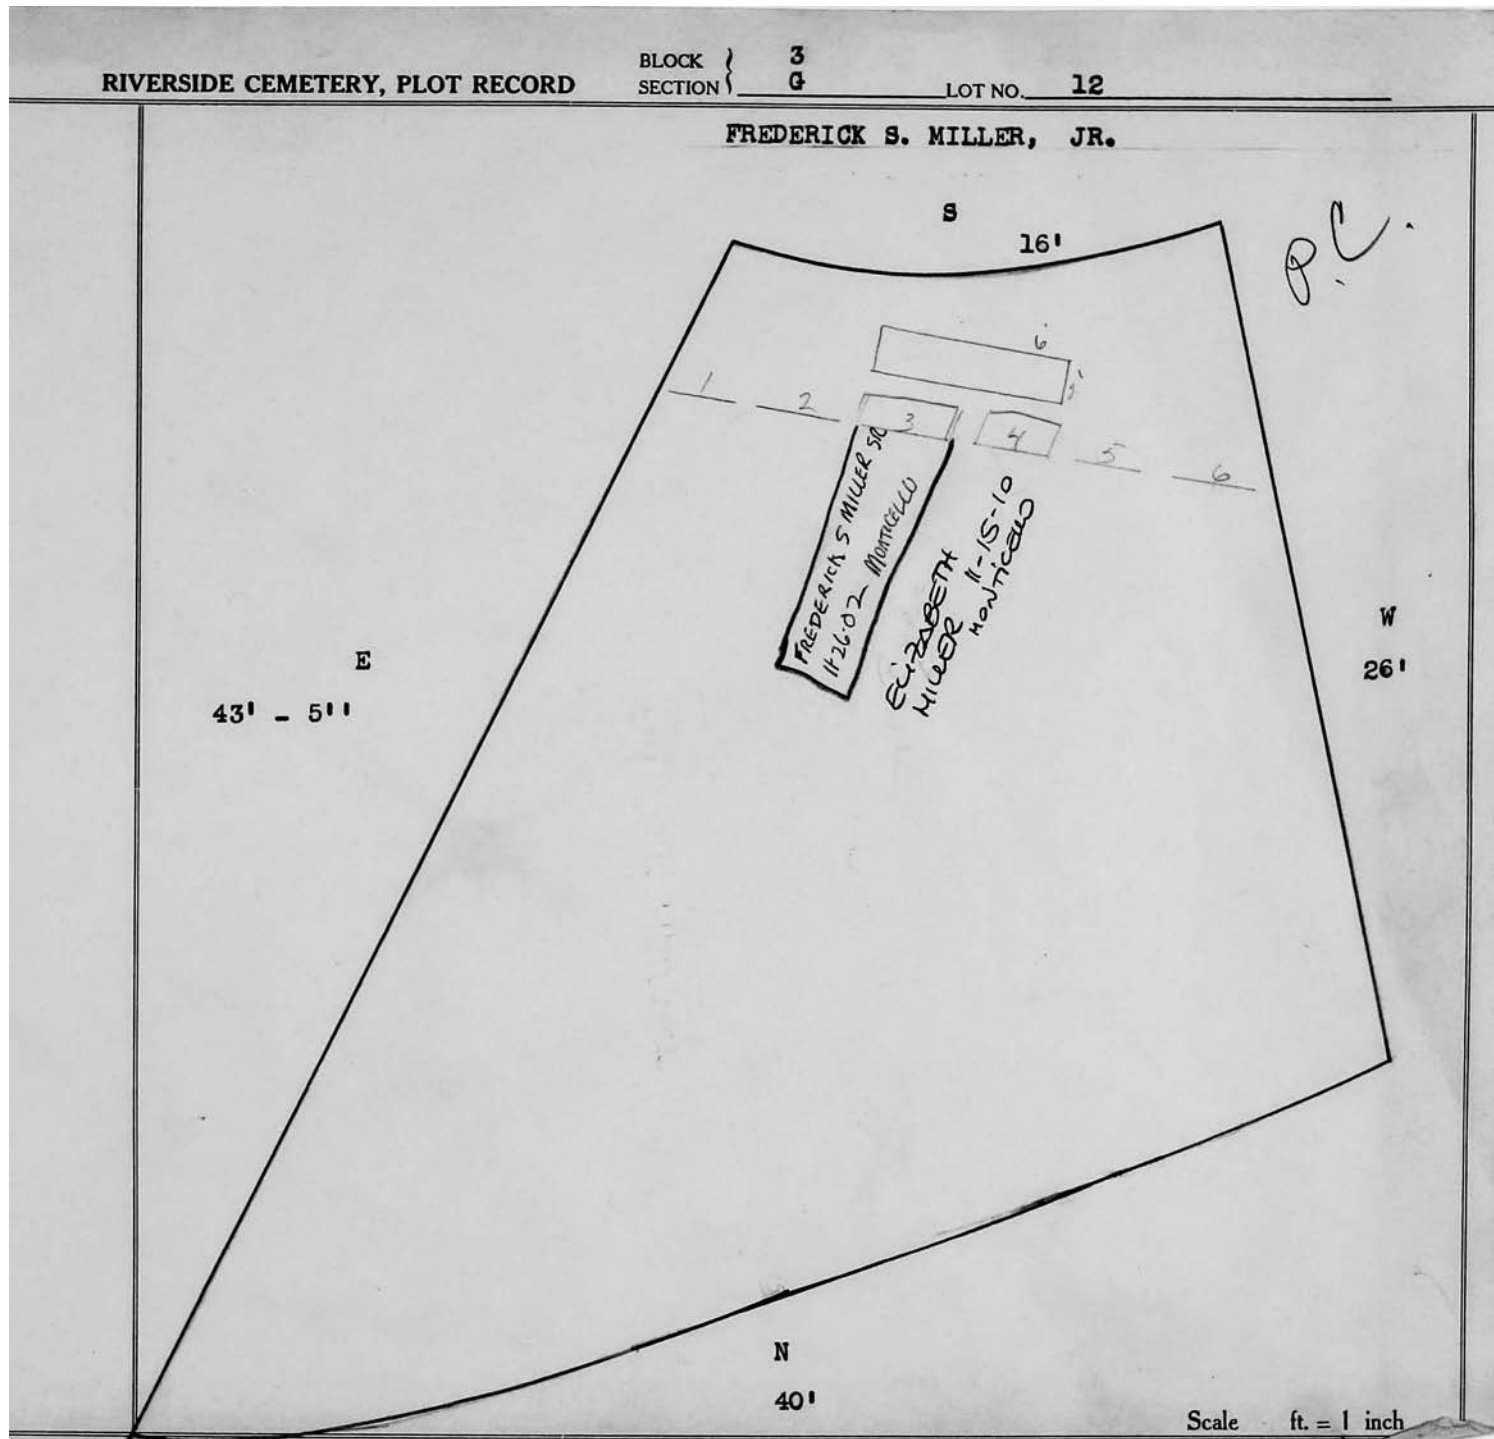 BLOCK } 3
RIVERSIDE CEMETERY, PLOT RECORD SECTION } G LOT NO. 12
FREDERICK S. MILLER, JR.
S
16'
P.C.
6'
2'
1 2 3 4 5 6
FREDERICK S MILLER SR
11-26-02 MONTICELLO
ELIZABETH
MILLER 11-15-10
MONTICELLO
E
43' - 5''
W
26'
N
40'
Scale ft. = 1 inch